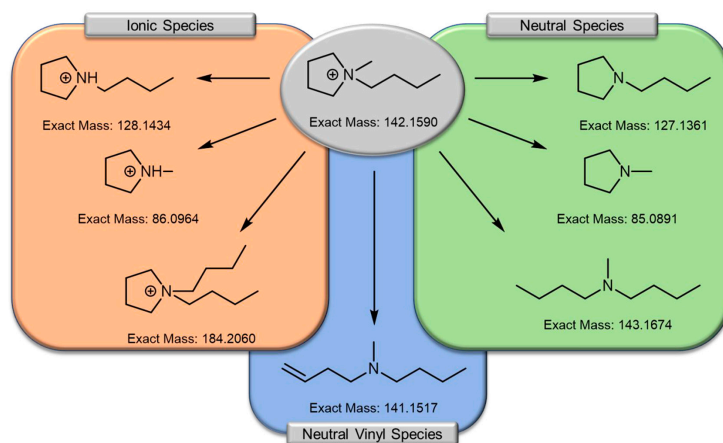 Ionic Species
Neutral Species
NH
N
N
Exact Mass: 128.1434
Exact Mass: 142.1590
Exact Mass: 127.1361
NH
N
Exact Mass: 86.0964
Exact Mass: 85.0891
N
N
Exact Mass: 184.2060
Exact Mass: 143.1674
N
Exact Mass: 141.1517
Neutral Vinyl Species